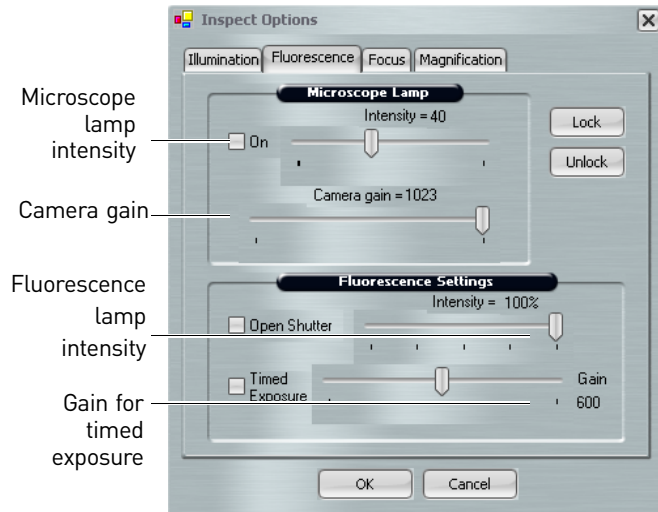 Inspect Options
Illumination Fluorescence Focus Magnification
Microscope Lamp
Microscope
lamp
intensity
Intensity = 40
On
Lock
Unlock
Camera gain
Camera gain = 1023
Fluorescence Settings
Fluorescence
lamp
intensity
Intensity = 100%
Open Shutter
Timed
Exposure
Gain
600
Gain for
timed
exposure
OK Cancel